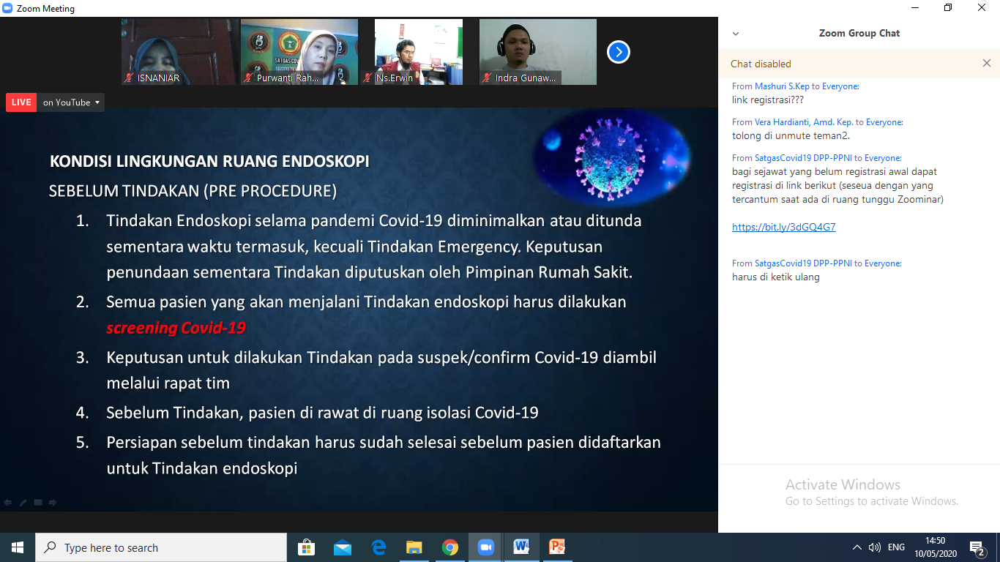 Zoom Meeting
SATGAS COV
ISNANIAR
Purwanti Rah...
Ns.Erwin
Indra Gunaw...
LIVE
on YouTube
KONDISI LINGKUNGAN RUANG ENDOSKOPI
SEBELUM TINDAKAN (PRE PROCEDURE)
1. Tindakan Endoskopi selama pandemi Covid-19 diminimalkan atau ditunda
sementara waktu termasuk, kecuali Tindakan Emergency. Keputusan
penundaan sementara Tindakan diputuskan oleh Pimpinan Rumah Sakit.
2. Semua pasien yang akan menjalani Tindakan endoskopi harus dilakukan
screening Covid-19
3. Keputusan untuk dilakukan Tindakan pada suspek/confirm Covid-19 diambil
melalui rapat tim
4. Sebelum Tindakan, pasien di rawat di ruang isolasi Covid-19
5. Persiapan sebelum tindakan harus sudah selesai sebelum pasien didaftarkan
untuk Tindakan endoskopi
Zoom Group Chat
Chat disabled
From Mashuri S.Kep to Everyone:
link registrasi???
From Vera Hardianti, Amd. Kep. to Everyone:
tolong di unmute teman2.
From SatgasCovid19 DPP-PPNI to Everyone:
bagi sejawat yang belum registrasi awal dapat
registrasi di link berikut (seseua dengan yang
tercantum saat ada di ruang tunggu Zoominar)
https://bit.ly/3dGQ4G7
From SatgasCovid19 DPP-PPNI to Everyone:
harus di ketik ulang
Activate Windows
Go to Settings to activate Windows.
Type here to search
ENG
14:50
10/05/2020
2